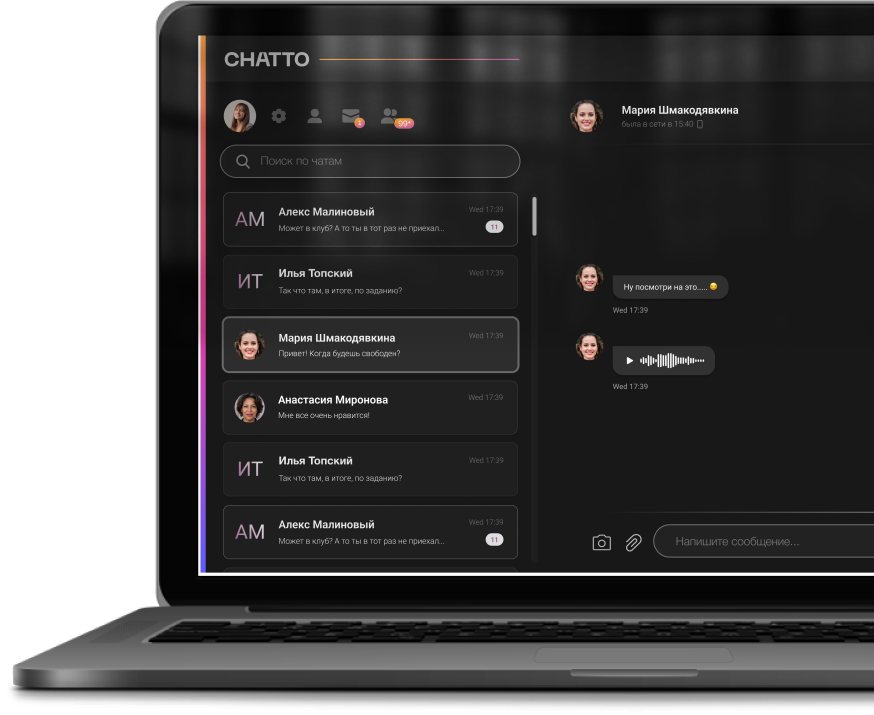 CHATTO
1
99+
Поиск по чатам
АМ
Алекс Малиновый
Wed 17:39
Может в клуб? А то ты в тот раз не приехал...
11
ИТ
Илья Топский
Wed 17:39
Так что там, в итоге, по заданию?
Мария Шмакодявкина
Wed 17:39
Привет! Когда будешь свободен?
Анастасия Миронова
Wed 17:39
Мне все очень нравится!
ИТ
Илья Топский
Wed 17:39
Так что там, в итоге, по заданию?
АМ
Алекс Малиновый
Wed 17:39
Может в клуб? А то ты в тот раз не приехал...
11
Мария Шмакодявкина
была в сети в 15:40
Ну посмотри на это.....
Wed 17:39
Wed 17:39
Напишите сообщение...